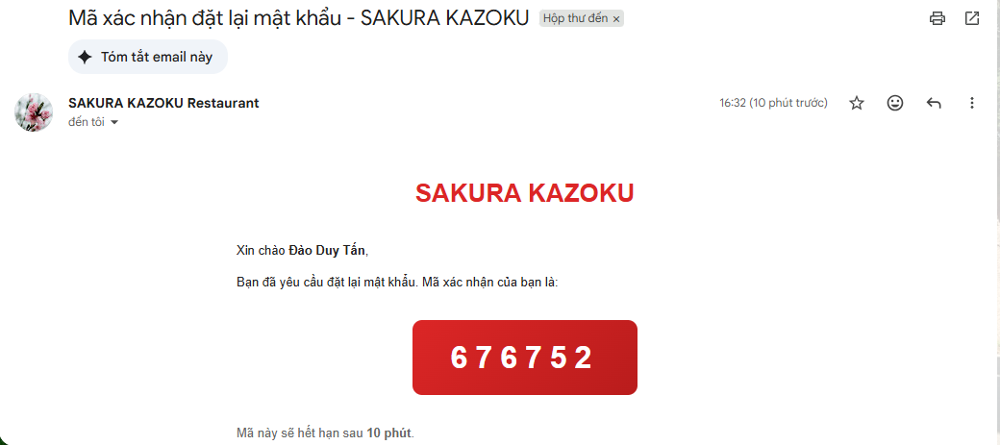 Mã xác nhận đặt lại mật khẩu - SAKURA KAZOKU Hộp thư đến ×
Tóm tắt email này
SAKURA KAZOKU Restaurant 16:32 (10 phút trước)
đến tôi
SAKURA KAZOKU
Xin chào Đào Duy Tấn,
Bạn đã yêu cầu đặt lại mật khẩu. Mã xác nhận của bạn là:
676752
Mã này sẽ hết hạn sau 10 phút.